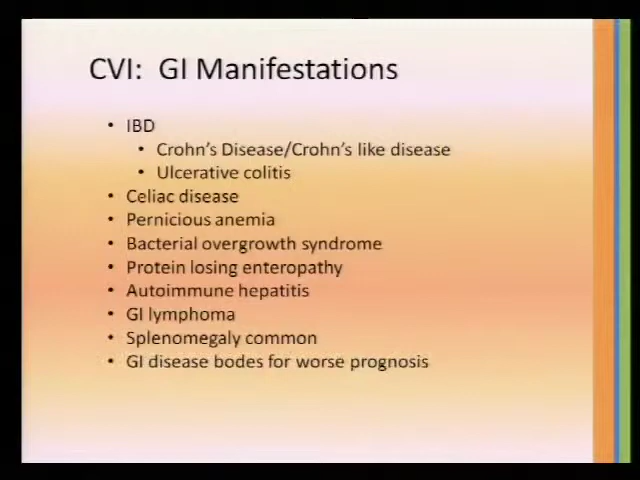 CVI: GI Manifestations
• IBD
• Crohn's Disease/Crohn's like disease
• Ulcerative colitis
• Celiac disease
• Pernicious anemia
• Bacterial overgrowth syndrome
• Protein losing enteropathy
• Autoimmune hepatitis
• GI lymphoma
• Splenomegaly common
• GI disease bodes for worse prognosis